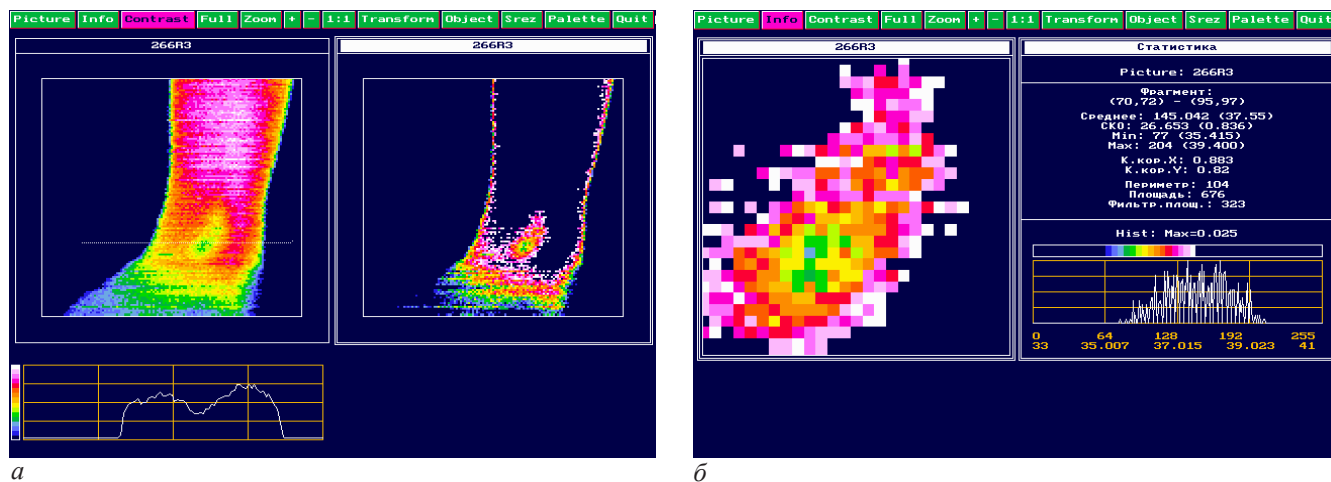 Picture Info Contrast Full Zoom + - 1:1 Transform Object Srez Palette Quit
266R3 266R3
а
Picture Info Contrast Full Zoom + - 1:1 Transform Object Srez Palette Quit
266R3
Статистика
Picture: 266R3
Фрагмент:
(70,72) - (95,97)
Среднее: 145.042 (37.55)
СКО: 26.653 (0.836)
Min: 77 (35.415)
Max: 204 (39.400)
К.кор.X: 0.883
К.кор.Y: 0.82
Периметр: 104
Площадь: 676
Фильтр.площ.: 323
Hist: Max=0.025
0 64 128 192 255
33 35.007 37.015 39.023 41
б